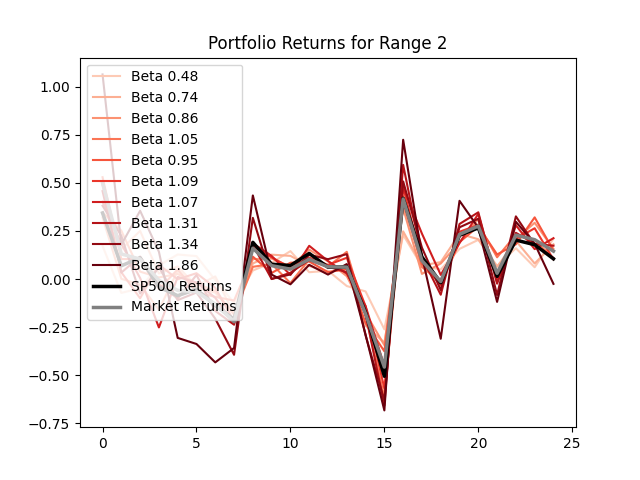 Portfolio Returns for Range 2
1.00
0.75
0.50
0.25
0.00
−0.25
−0.50
−0.75
Beta 0.48
Beta 0.74
Beta 0.86
Beta 1.05
Beta 0.95
Beta 1.09
Beta 1.07
Beta 1.31
Beta 1.34
Beta 1.86
SP500 Returns
Market Returns
0 5 10 15 20 25